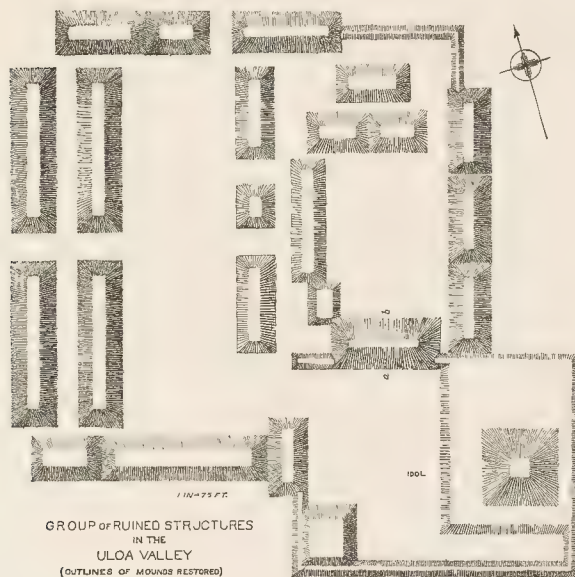 b
a
IDOL
1 IN=75 FT.
GROUP OF RUINED STRUCTURES
IN THE
ULOA VALLEY
(OUTLINES OF MOUNDS RESTORED)